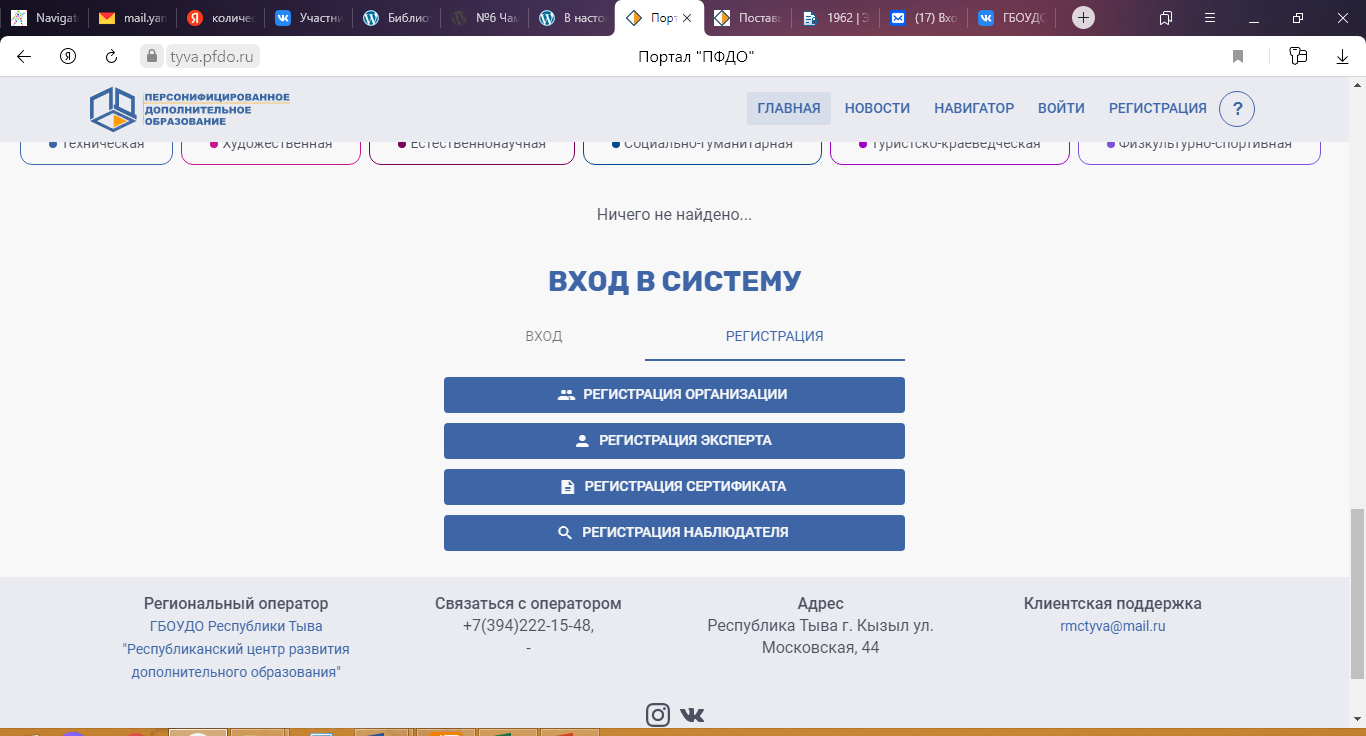 Navigat mail.yan количес Участни Библио №6 Чам В насто Порт Поставщ 1962 | Э (17) Вхо ГБОУДО
tyva.pfdo.ru Портал "ПФДО"
ПЕРСОНИФИЦИРОВАННОЕ
ДОПОЛНИТЕЛЬНОЕ
ОБРАЗОВАНИЕ
ГЛАВНАЯ НОВОСТИ НАВИГАТОР ВОЙТИ РЕГИСТРАЦИЯ ?
Техническая Художественная Естественнонаучная Социально-гуманитарная Туристско-краеведческая Физкультурно-спортивная
Ничего не найдено...
ВХОД В СИСТЕМУ
ВХОД РЕГИСТРАЦИЯ
РЕГИСТРАЦИЯ ОРГАНИЗАЦИИ
РЕГИСТРАЦИЯ ЭКСПЕРТА
РЕГИСТРАЦИЯ СЕРТИФИКАТА
РЕГИСТРАЦИЯ НАБЛЮДАТЕЛЯ
Региональный оператор
ГБОУДО Республики Тыва
"Республиканский центр развития
дополнительного образования"
Связаться с оператором
+7(394)222-15-48,
-
Адрес
Республика Тыва г. Кызыл ул.
Московская, 44
Клиентская поддержка
rmctyva@mail.ru